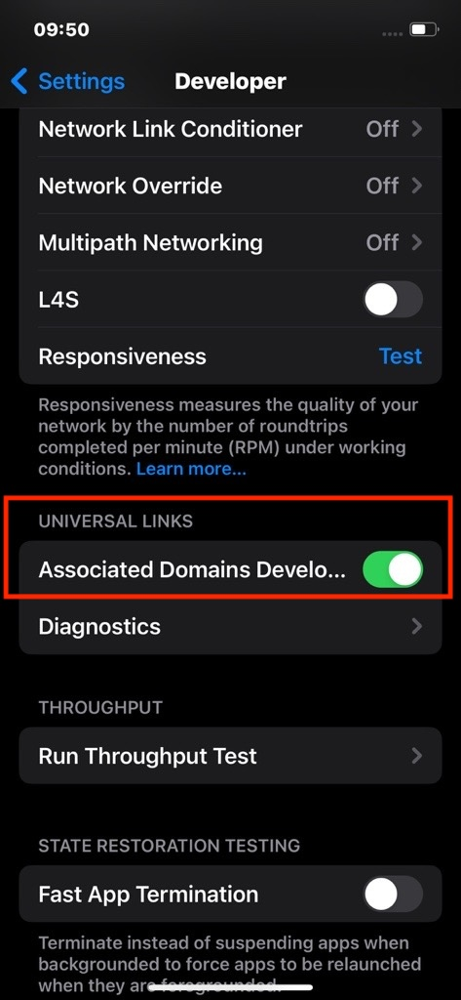 09:50
Settings
Developer
Network Link Conditioner Off
Network Override Off
Multipath Networking Off
L4S
Responsiveness Test
Responsiveness measures the quality of your
network by the number of roundtrips
completed per minute (RPM) under working
conditions. Learn more...
UNIVERSAL LINKS
Associated Domains Develo...
Diagnostics
THROUGHPUT
Run Throughput Test
STATE RESTORATION TESTING
Fast App Termination
Terminate instead of suspending apps when
backgrounded to force apps to be relaunched
when they are foregrounded.